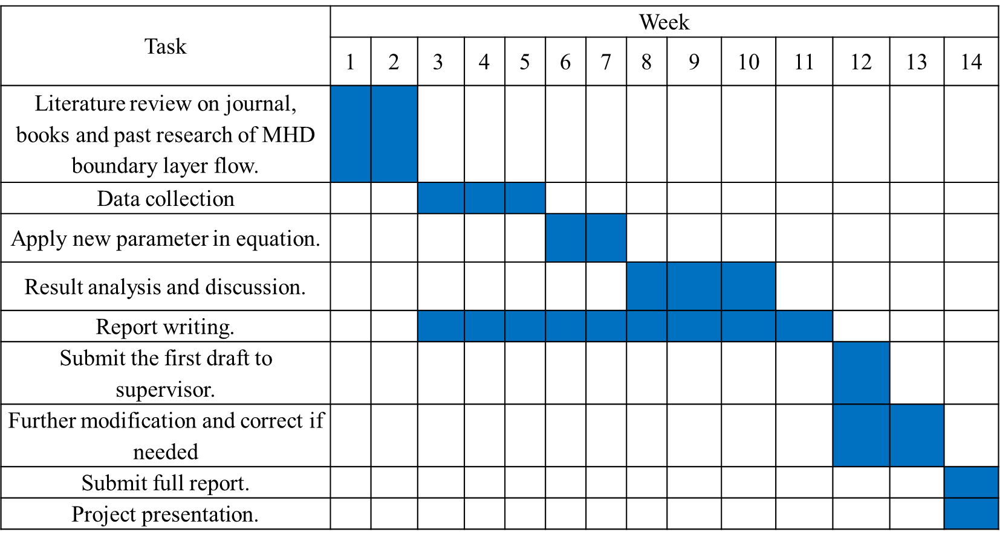 Task
Week
1 2 3 4 5 6 7 8 9 10 11 12 13 14
Literature review on journal,
books and past research of MHD
boundary layer flow.
Data collection
Apply new parameter in equation.
Result analysis and discussion.
Report writing.
Submit the first draft to
supervisor.
Further modification and correct if
needed
Submit full report.
Project presentation.